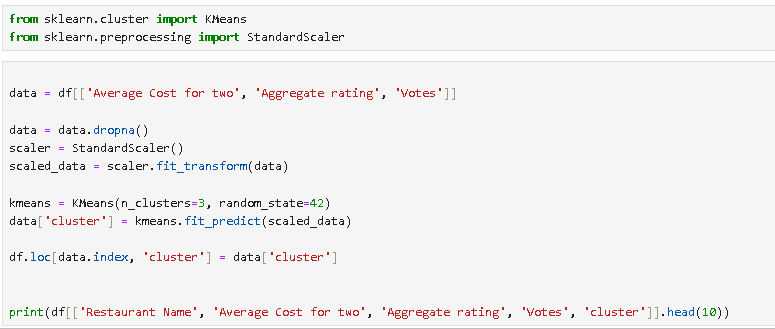 from sklearn.cluster import KMeans
from sklearn.preprocessing import StandardScaler
data = df[['Average Cost for two', 'Aggregate rating', 'Votes']]
data = data.dropna()
scaler = StandardScaler()
scaled_data = scaler.fit_transform(data)
kmeans = KMeans(n_clusters=3, random_state=42)
data['cluster'] = kmeans.fit_predict(scaled_data)
df.loc[data.index, 'cluster'] = data['cluster']
print(df[['Restaurant Name', 'Average Cost for two', 'Aggregate rating', 'Votes', 'cluster']].head(10))